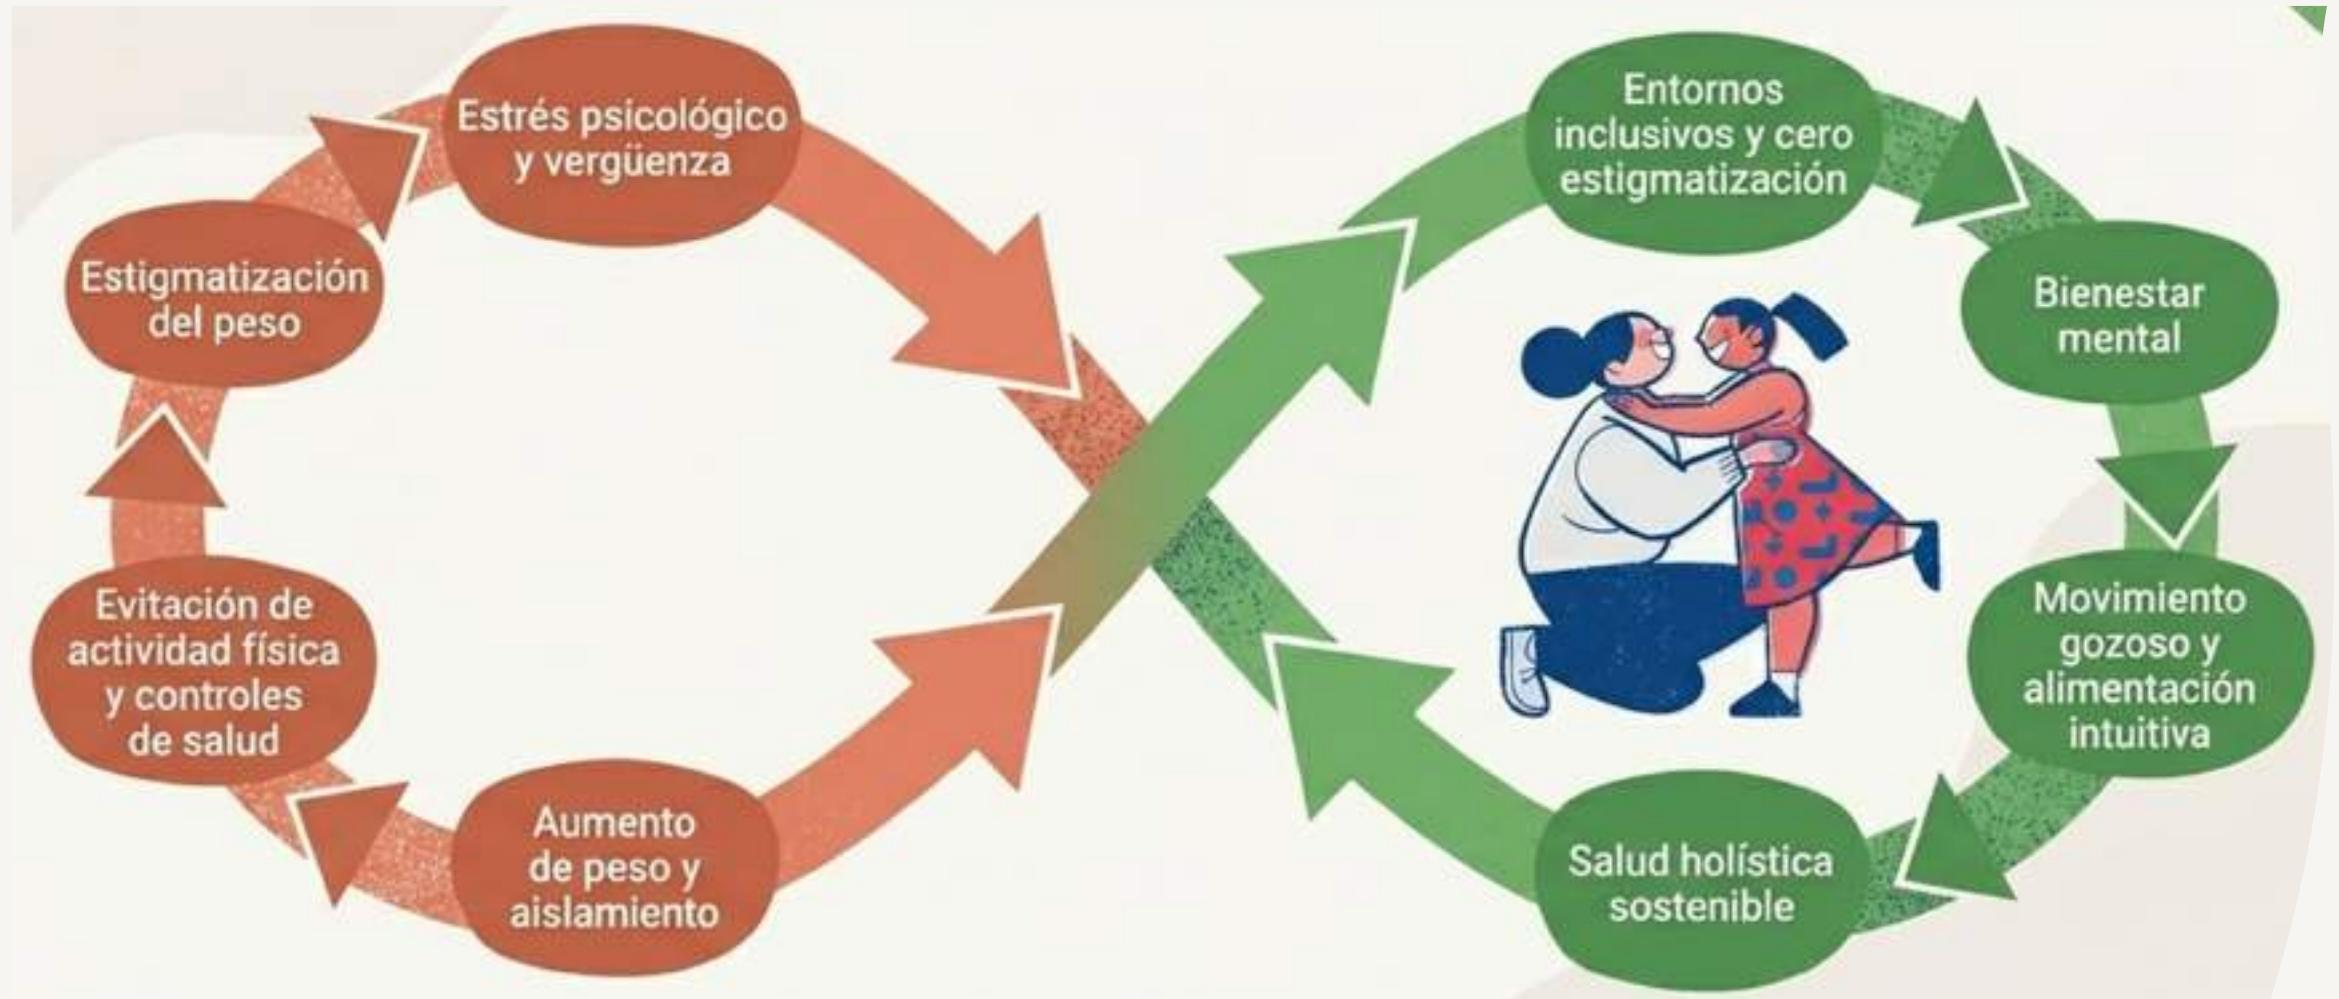 Estrés psicológico
y vergüenza
Estigmatización
del peso
Evitación de
actividad física
y controles
de salud
Aumento
de peso y
aislamiento
Entornos
inclusivos y cero
estigmatización
Bienestar
mental
Movimiento
gozoso y
alimentación
intuitiva
Salud holística
sostenible